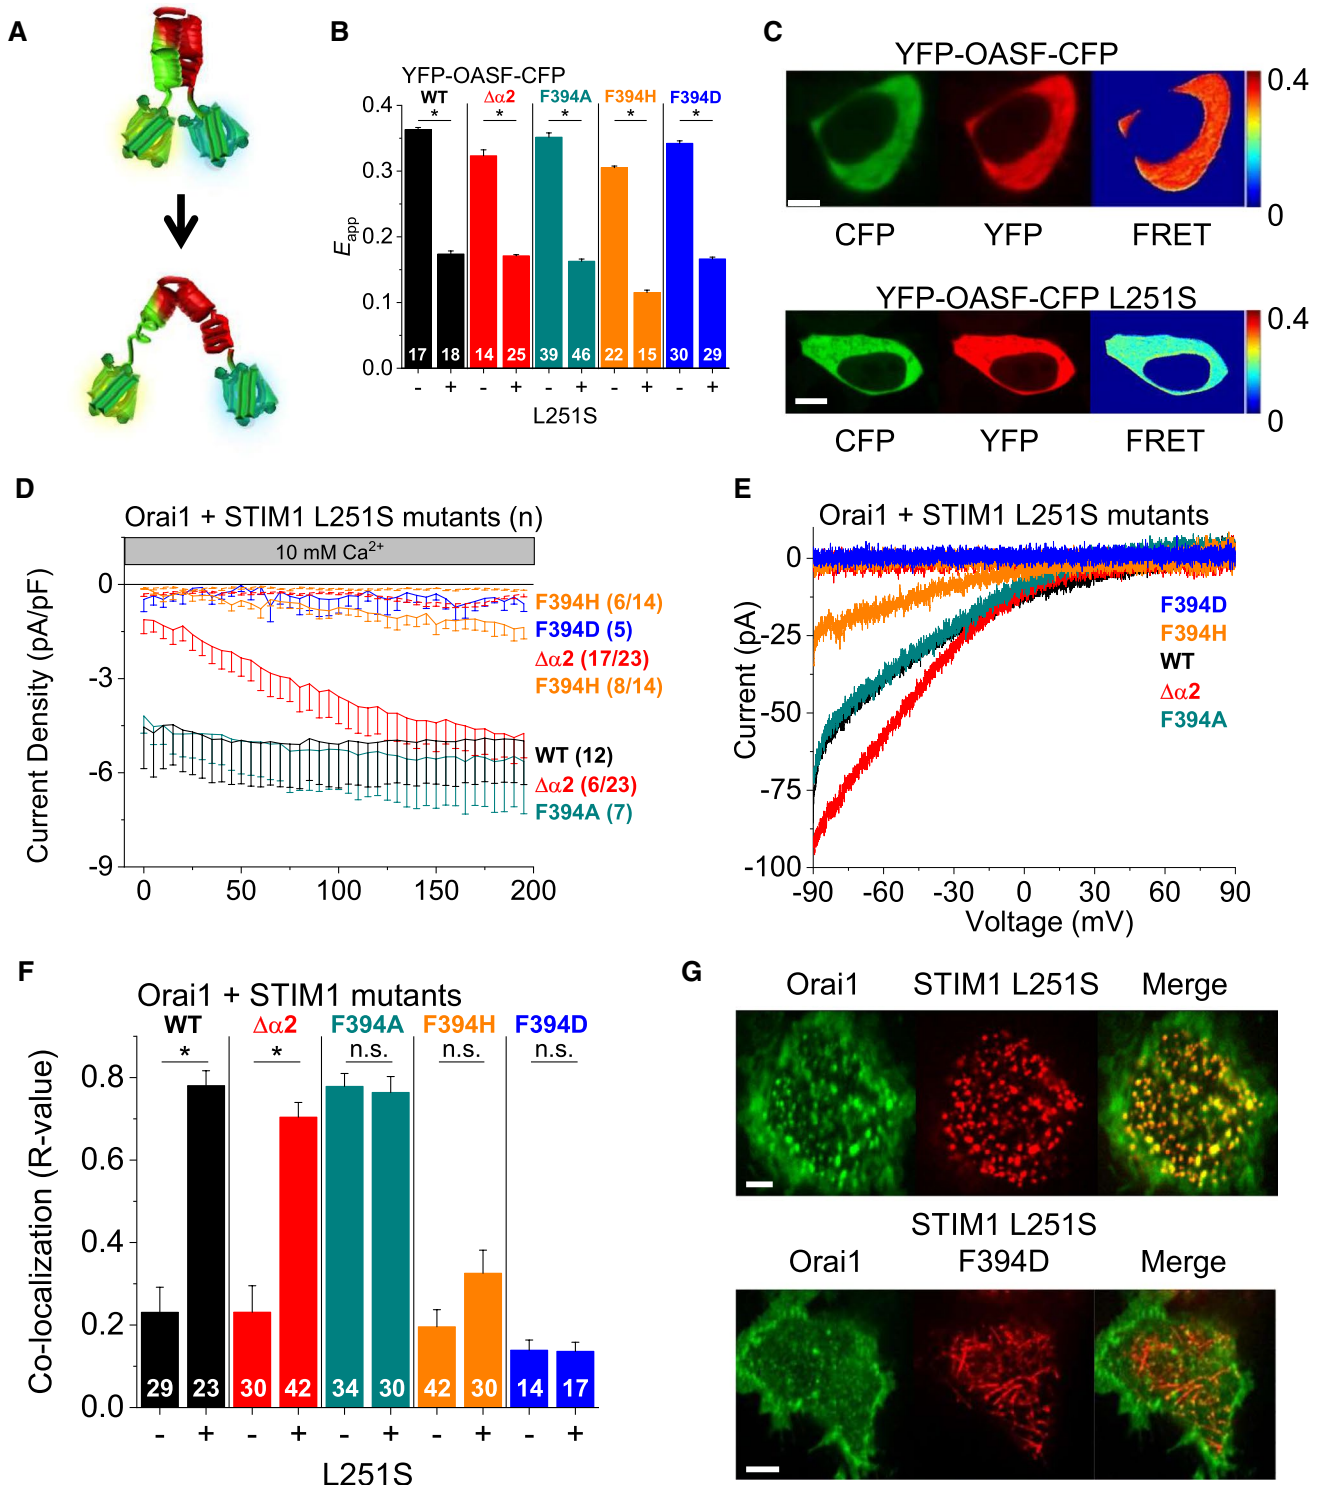 A
B
YFP-OASF-CFP
WT Δα2 F394A F394H F394D
* * * * *
0.4
0.3
0.2
0.1
0.0
Eapp
17 18 14 25 39 46 22 15 30 29
- + - + - + - + - +
L251S
C
YFP-OASF-CFP
0.4
0
CFP YFP FRET
YFP-OASF-CFP L251S
0.4
0
CFP YFP FRET
D
Orai1 + STIM1 L251S mutants (n)
10 mM Ca2+
0
-3
-6
-9
Current Density (pA/pF)
F394H (6/14)
F394D (5)
Δα2 (17/23)
F394H (8/14)
WT (12)
Δα2 (6/23)
F394A (7)
0 50 100 150 200
E
Orai1 + STIM1 L251S mutants
0
-25
-50
-75
-100
Current (pA)
F394D
F394H
WT
Δα2
F394A
-90 -60 -30 0 30 60 90
Voltage (mV)
F
Orai1 + STIM1 mutants
WT Δα2 F394A F394H F394D
* * n.s. n.s. n.s.
0.8
0.6
0.4
0.2
0.0
Co-localization (R-value)
29 23 30 42 34 30 42 30 14 17
- + - + - + - + - +
L251S
G
Orai1 STIM1 L251S Merge
STIM1 L251S
Orai1 F394D Merge